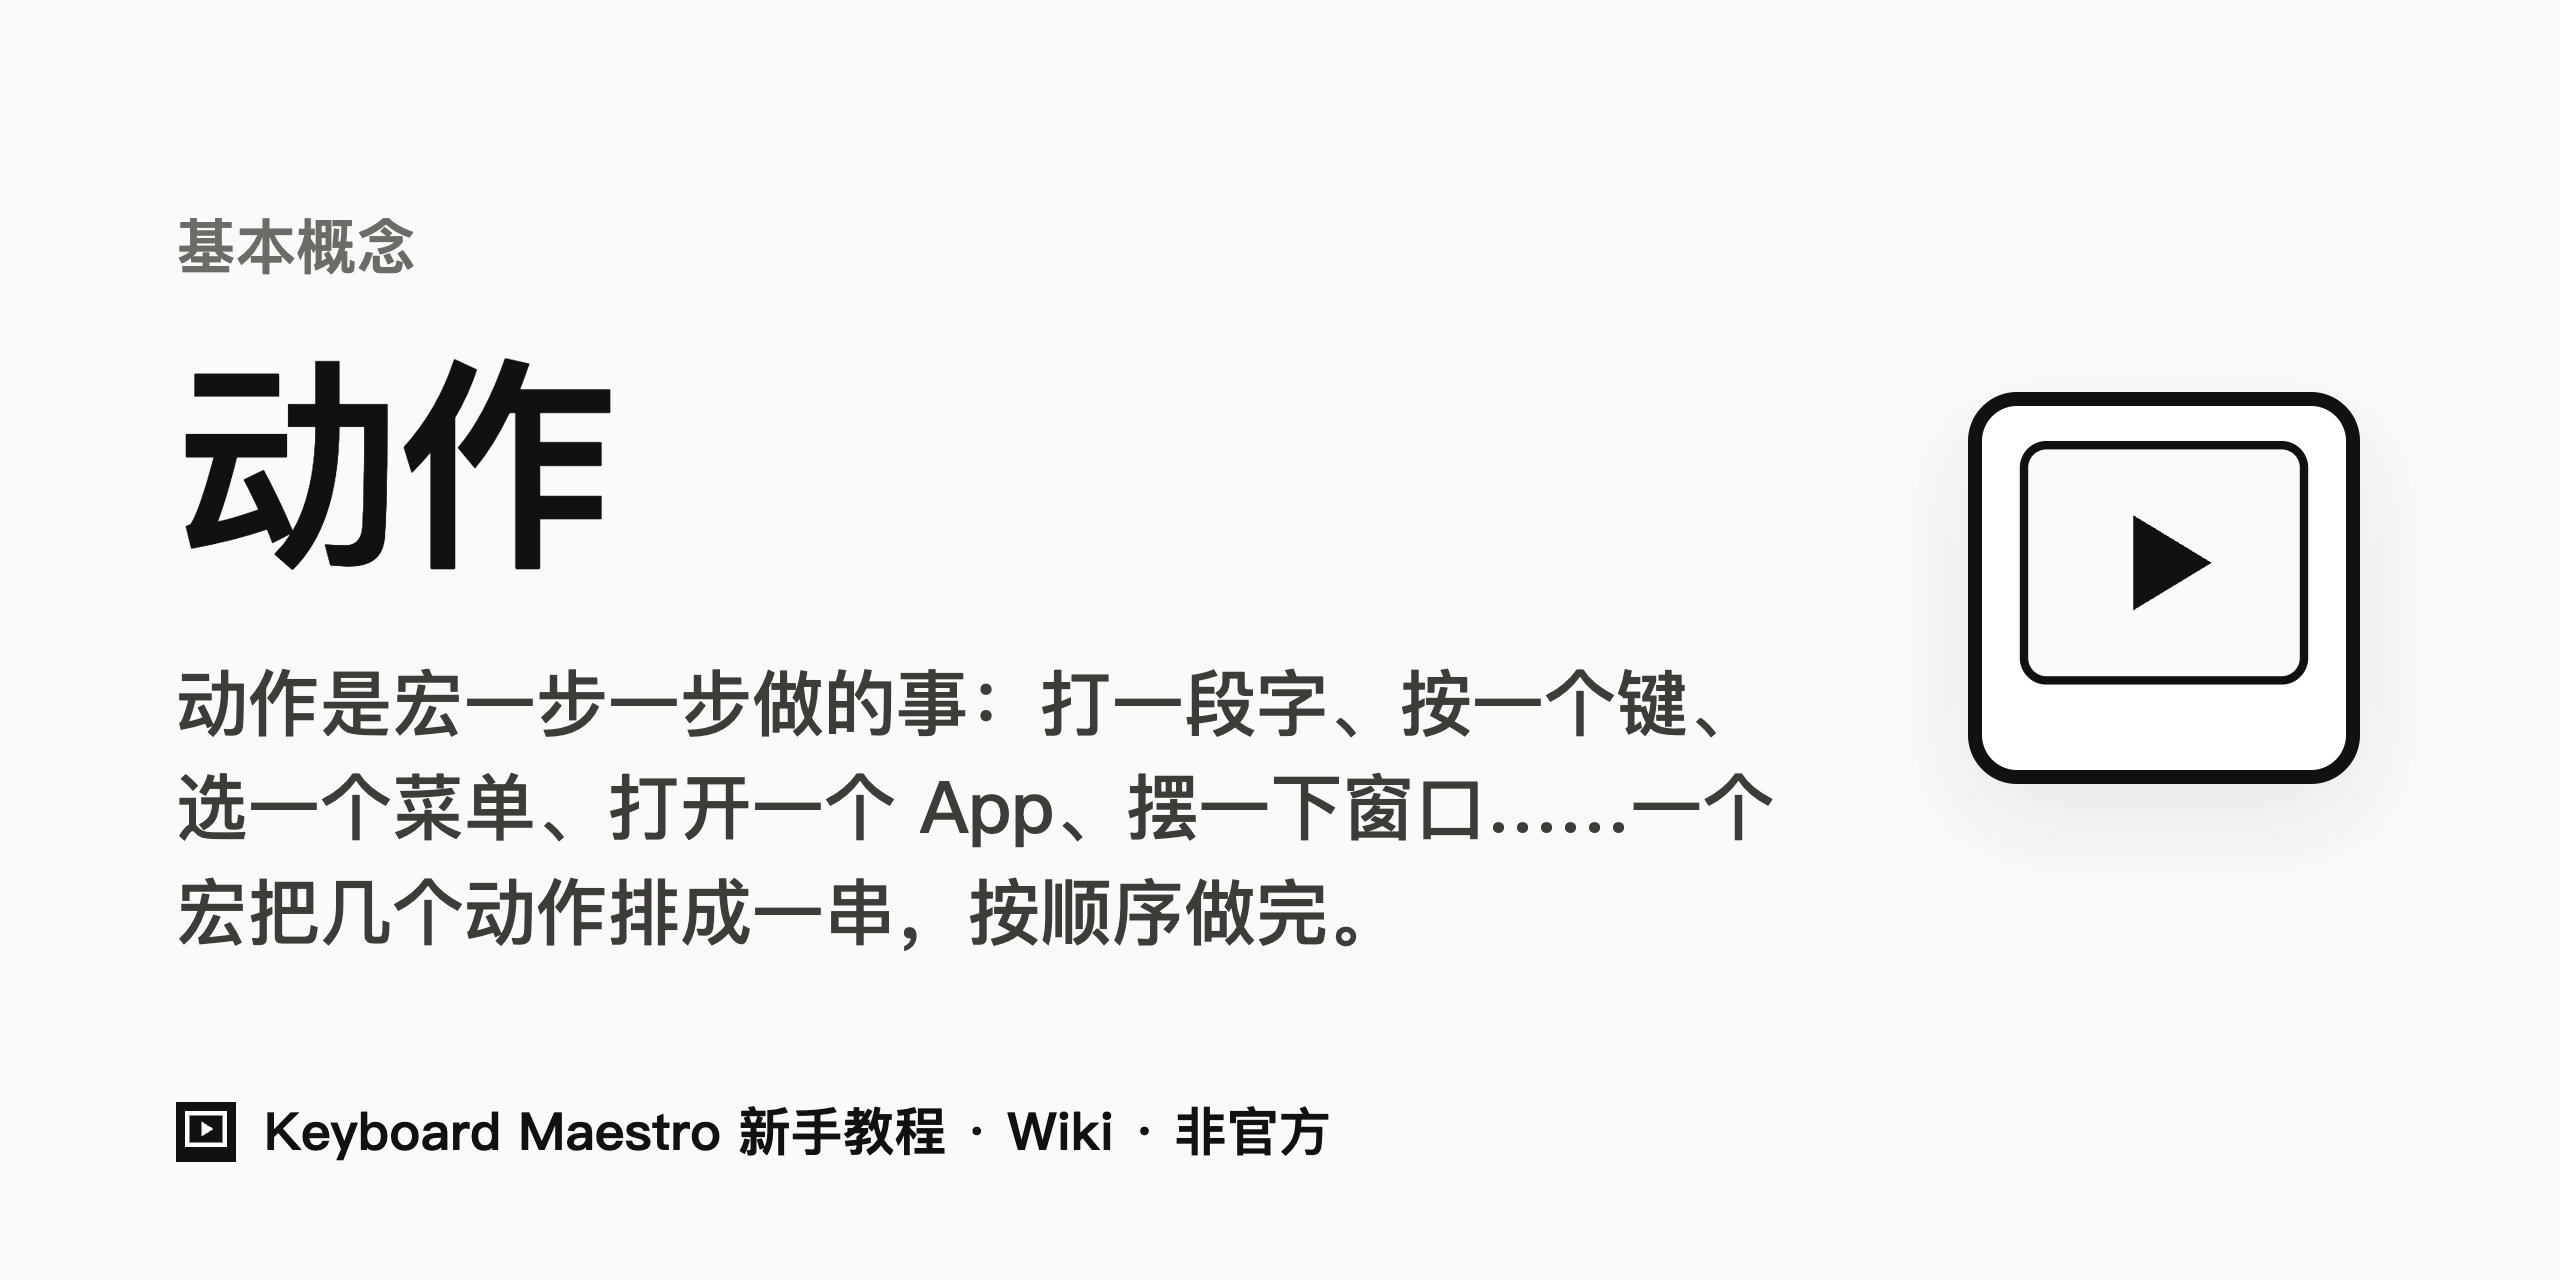 基本概念
动作
动作是宏一步一步做的事：打一段字、按一个键、
选一个菜单、打开一个 App、摆一下窗口……一个
宏把几个动作排成一串，按顺序做完。
Keyboard Maestro 新手教程 · Wiki · 非官方